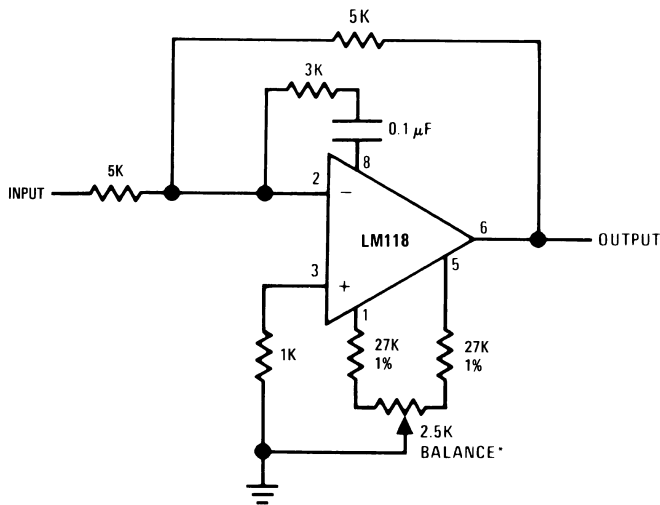 5K
3K
0.1 μF
8
5K
INPUT
2
−
LM118
6
OUTPUT
5
3
+
1
1K
27K
1%
27K
1%
2.5K
BALANCE*